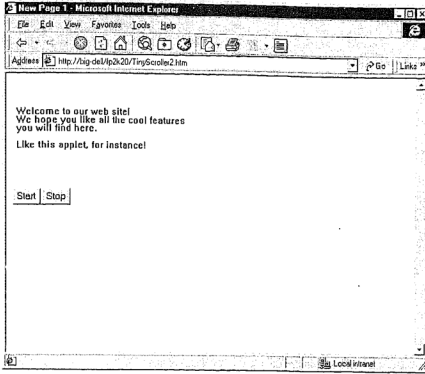 New Page 1 - Microsoft Internet Explorer
File Edit View Favorites Tools Help
Address http://big-dell/lp2k20/TinyScroller2.htm Go Links »
Welcome to our web site!
We hope you like all the cool features
you will find here.
Like this applet, for instance!
Start Stop
Local intranet